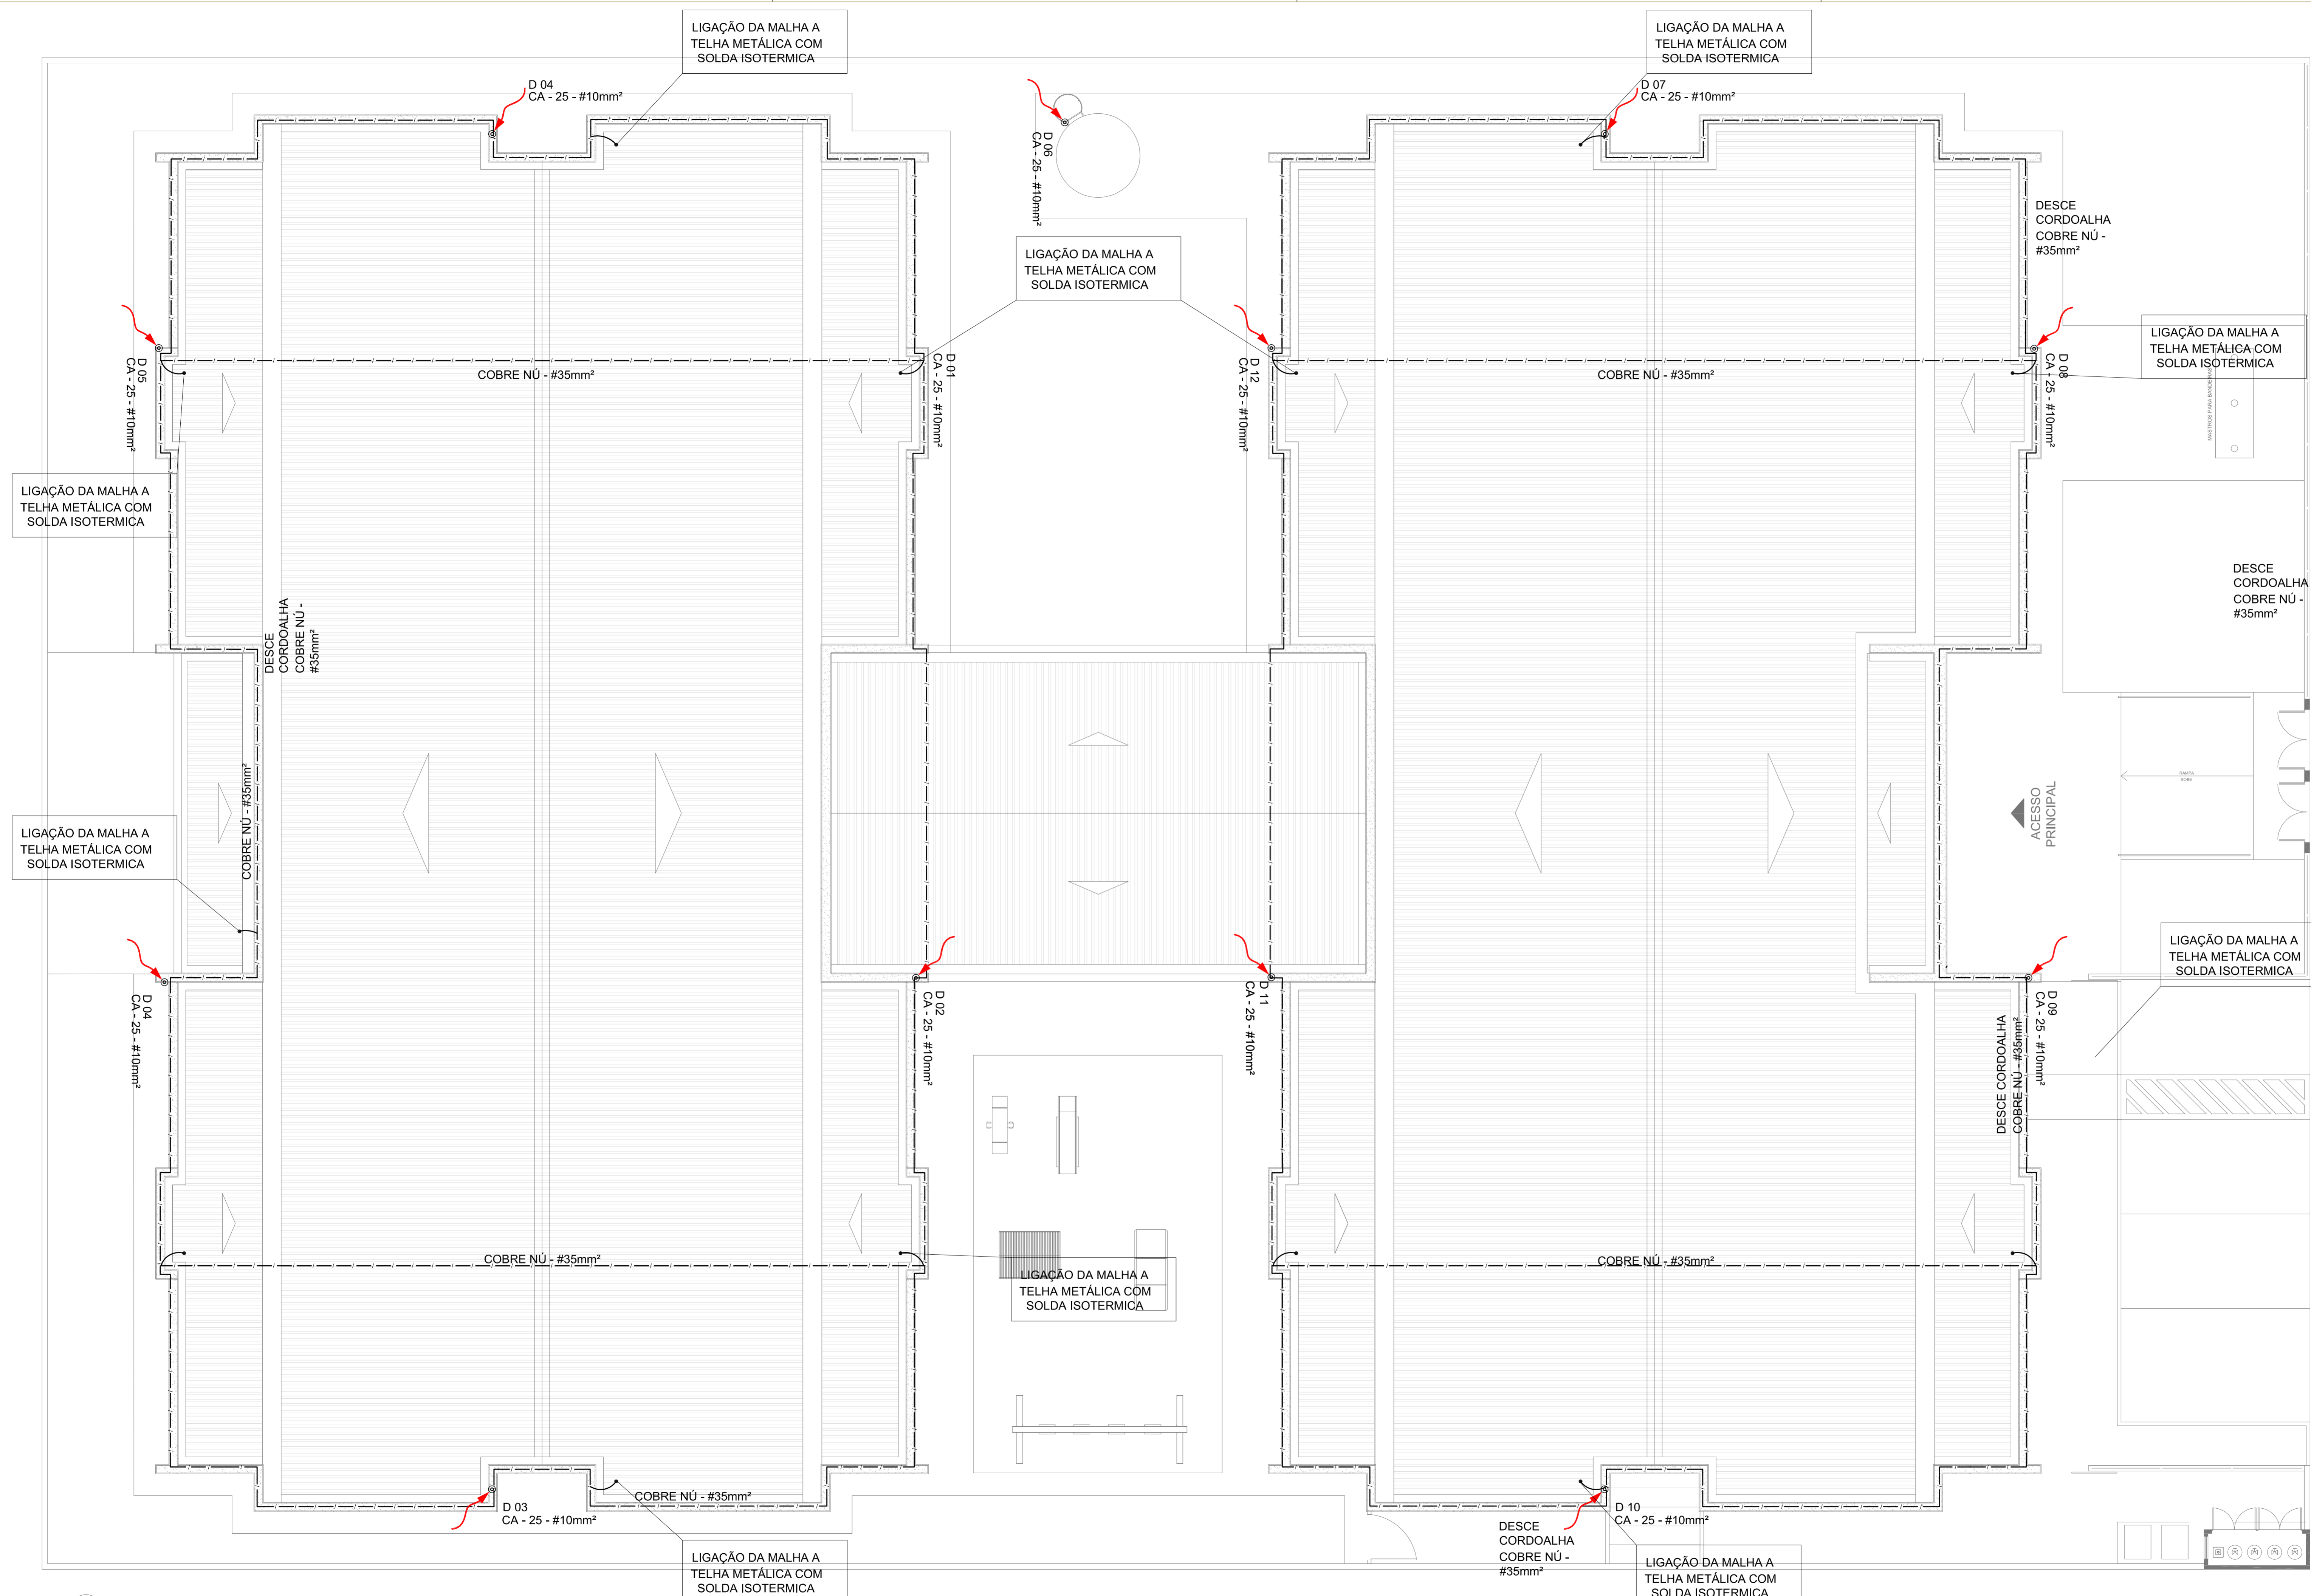 LIGAÇÃO DA MALHA A
TELHA METÁLICA COM
SOLDA ISOTERMICA
LIGAÇÃO DA MALHA A
TELHA METÁLICA COM
SOLDA ISOTERMICA
D 04
CA - 25 - #10mm²
D 06
CA - 25 - #10mm²
D 07
CA - 25 - #10mm²
DESCE
CORDOALHA
COBRE NÚ -
#35mm²
LIGAÇÃO DA MALHA A
TELHA METÁLICA COM
SOLDA ISOTERMICA
LIGAÇÃO DA MALHA A
TELHA METÁLICA COM
SOLDA ISOTERMICA
D 05
CA - 25 - #10mm²
COBRE NÚ - #35mm²
D 01
CA - 25 - #10mm²
D 12
CA - 25 - #10mm²
COBRE NÚ - #35mm²
D 08
CA - 25 - #10mm²
MASTROS PARA BANDEIRAS
LIGAÇÃO DA MALHA A
TELHA METÁLICA COM
SOLDA ISOTERMICA
DESCE
CORDOALHA
COBRE NÚ -
#35mm²
DESCE
CORDOALHA
COBRE NÚ -
#35mm²
COBRE NÚ - #35mm²
RAMPA
SOBE
ACESSO
PRINCIPAL
LIGAÇÃO DA MALHA A
TELHA METÁLICA COM
SOLDA ISOTERMICA
LIGAÇÃO DA MALHA A
TELHA METÁLICA COM
SOLDA ISOTERMICA
D 04
CA - 25 - #10mm²
D 02
CA - 25 - #10mm²
D 11
CA - 25 - #10mm²
D 09
CA - 25 - #10mm²
DESCE CORDOALHA
COBRE NÚ - #35mm²
COBRE NÚ - #35mm²
COBRE NÚ - #35mm²
LIGAÇÃO DA MALHA A
TELHA METÁLICA COM
SOLDA ISOTERMICA
COBRE NÚ - #35mm²
D 03
CA - 25 - #10mm²
D 10
CA - 25 - #10mm²
DESCE
CORDOALHA
COBRE NÚ -
#35mm²
LIGAÇÃO DA MALHA A
TELHA METÁLICA COM
SOLDA ISOTERMICA
LIGAÇÃO DA MALHA A
TELHA METÁLICA COM
SOLDA ISOTERMICA